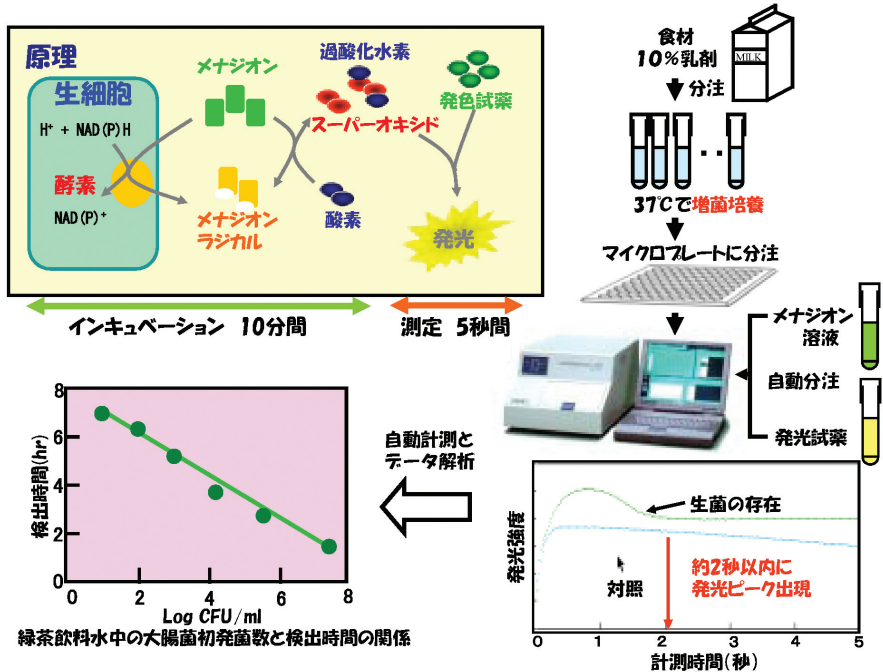 原理
生細胞
H⁺ + NAD(P)H
酵素
NAD(P)⁺
メナジオン
メナジオン
ラジカル
過酸化水素
スーパーオキシド
酸素
発色試薬
発光
インキュベーション 10分間
測定 5秒間
食材
10%乳剤
分注
MILK
37℃で増菌培養
マイクロプレートに分注
メナジオン
溶液
自動分注
発光試薬
自動計測と
データ解析
検出時間(hr)
8
6
4
2
0
0
2
4
6
8
Log CFU/ml
緑茶飲料水中の大腸菌初発菌数と検出時間の関係
発光強度
生菌の存在
対照
約2秒以内に
発光ピーク出現
0
1
2
3
4
5
計測時間(秒)